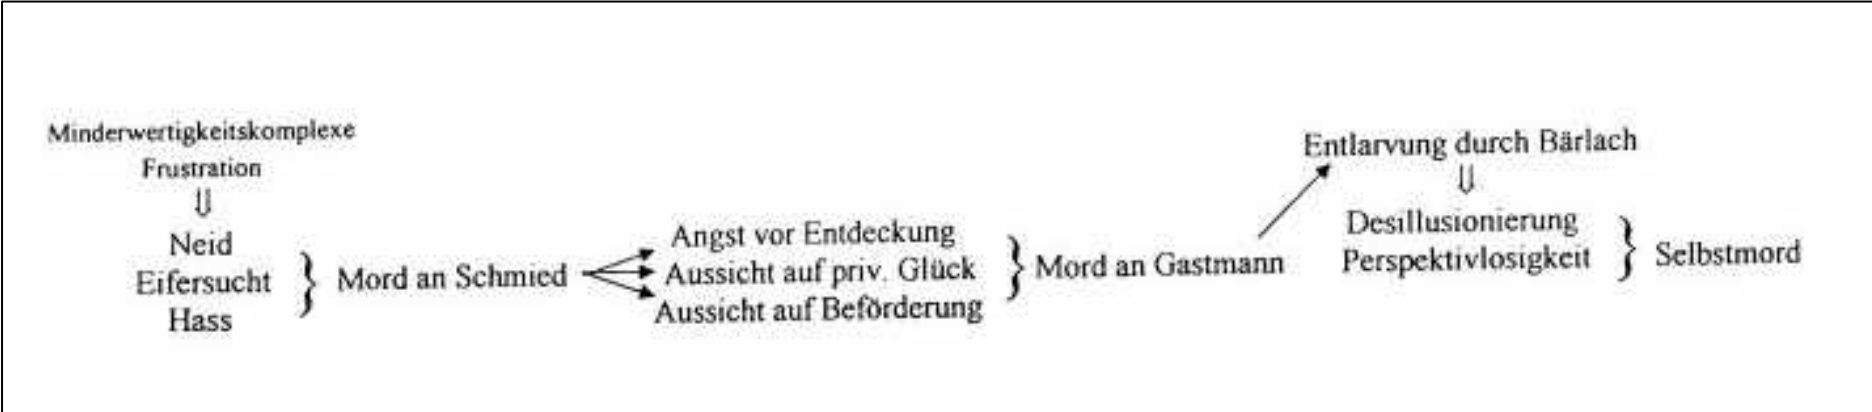 Minderwertigkeitskomplexe
Frustration
⇓
Neid
Eifersucht
Hass
} Mord an Schmied
Angst vor Entdeckung
Aussicht auf priv. Glück
Aussicht auf Beförderung
} Mord an Gastmann
Entlarvung durch Bärlach
⇓
Desillusionierung
Perspektivlosigkeit
} Selbstmord